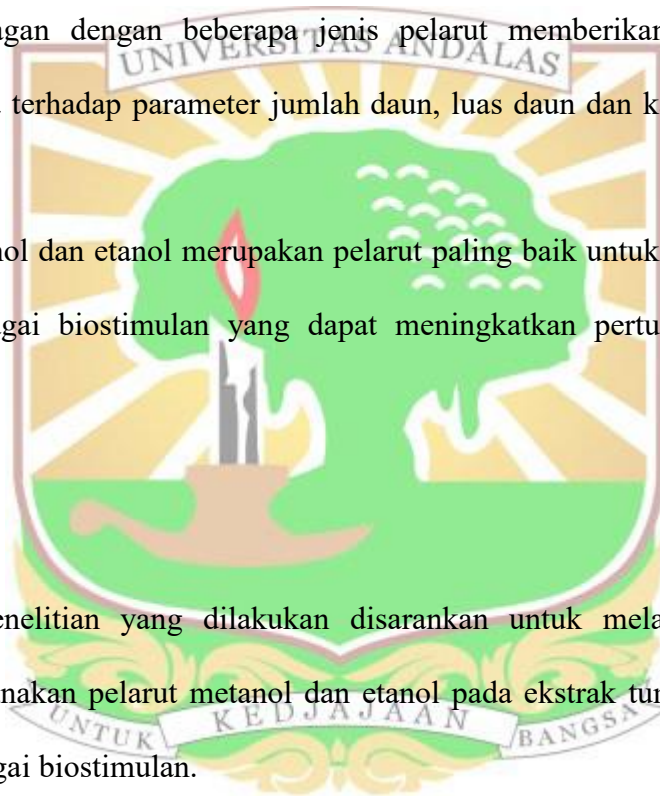 agan dengan beberapa jenis pelarut memberikan
UNIVERSITAS ANDALAS
terhadap parameter jumlah daun, luas daun dan k
nol dan etanol merupakan pelarut paling baik untuk
agai biostimulan yang dapat meningkatkan pertu
enelitian yang dilakukan disarankan untuk mela
nakan pelarut metanol dan etanol pada ekstrak tu
UNTUK KEDJAJAAN BANGSA
gai biostimulan.